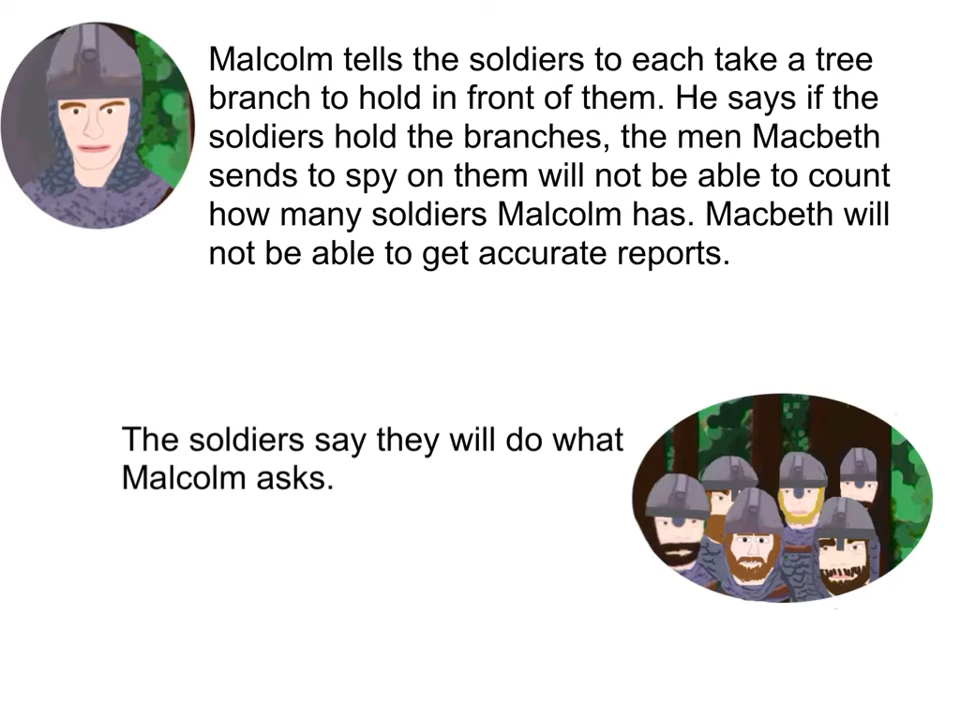 Malcolm tells the soldiers to each take a tree
branch to hold in front of them. He says if the
soldiers hold the branches, the men Macbeth
sends to spy on them will not be able to count
how many soldiers Malcolm has. Macbeth will
not be able to get accurate reports.
The soldiers say they will do what
Malcolm asks.